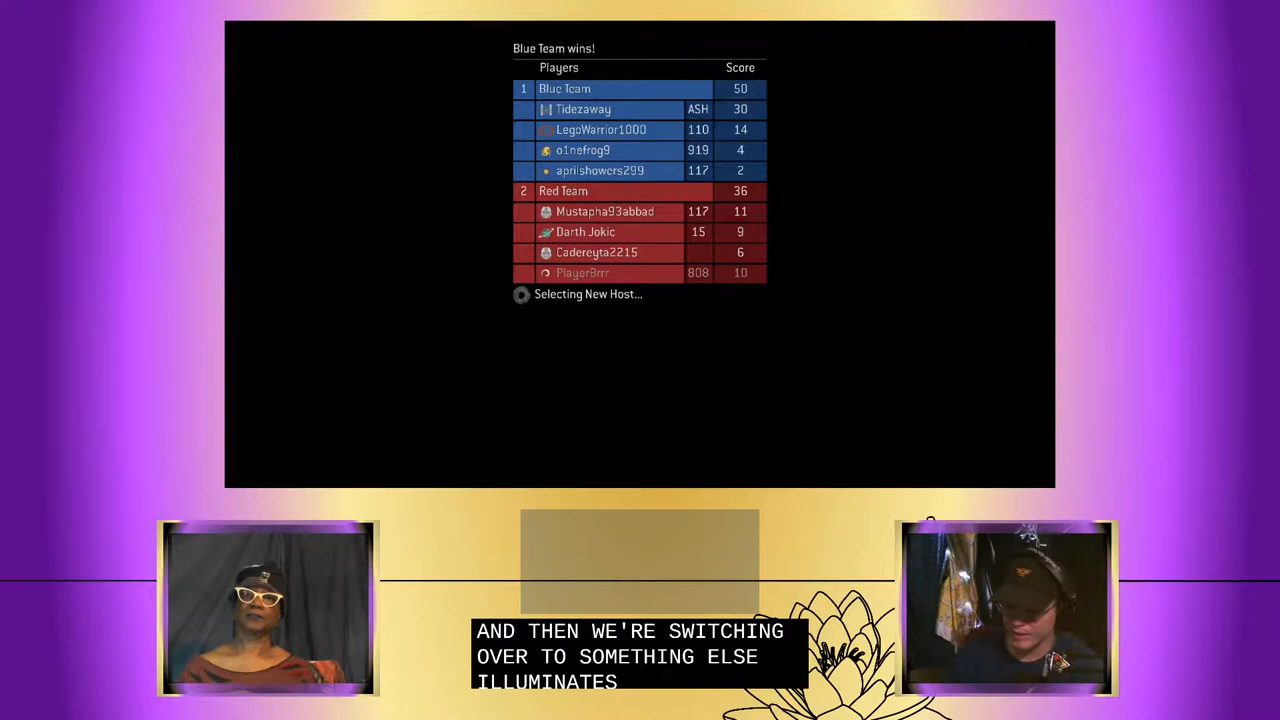 Blue Team wins!
Players Score
1 Blue Team 50
Tidezaway ASH 30
LegoWarrior1000 110 14
o1nefrog9 919 4
aprilshowers299 117 2
2 Red Team 36
Mustapha93abbad 117 11
Darth Jokic 15 9
Cadereyta2215 6
PlayerBrrr 808 10
Selecting New Host...
AND THEN WE'RE SWITCHING
OVER TO SOMETHING ELSE
ILLUMINATES